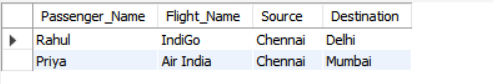 Passenger_Name Flight_Name Source Destination
Rahul IndiGo Chennai Delhi
Priya Air India Chennai Mumbai